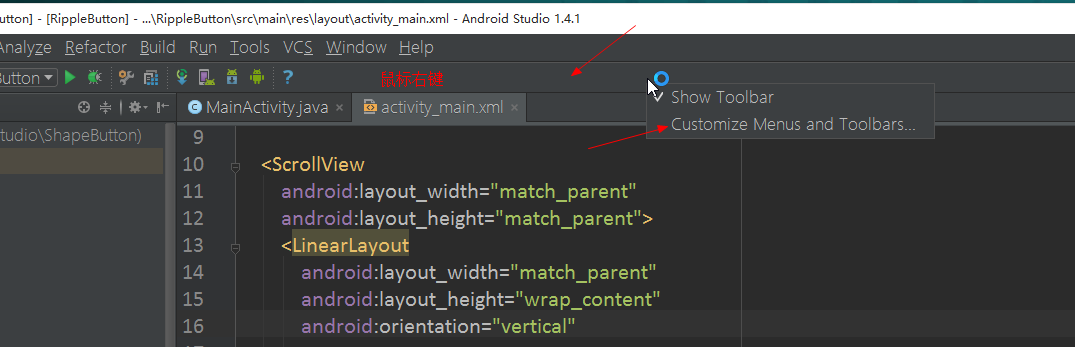 utton] - [RippleButton] - ...\RippleButton\src\main\res\layout\activity_main.xml - Android Studio 1.4.1
Analyze Refactor Build Run Tools VCS Window Help
Button 鼠标右键
MainActivity.java activity_main.xml
Show Toolbar
Customize Menus and Toolbars...
tudio\ShapeButton)
9
10 <ScrollView
11 android:layout_width="match_parent"
12 android:layout_height="match_parent">
13 <LinearLayout
14 android:layout_width="match_parent"
15 android:layout_height="wrap_content"
16 android:orientation="vertical"